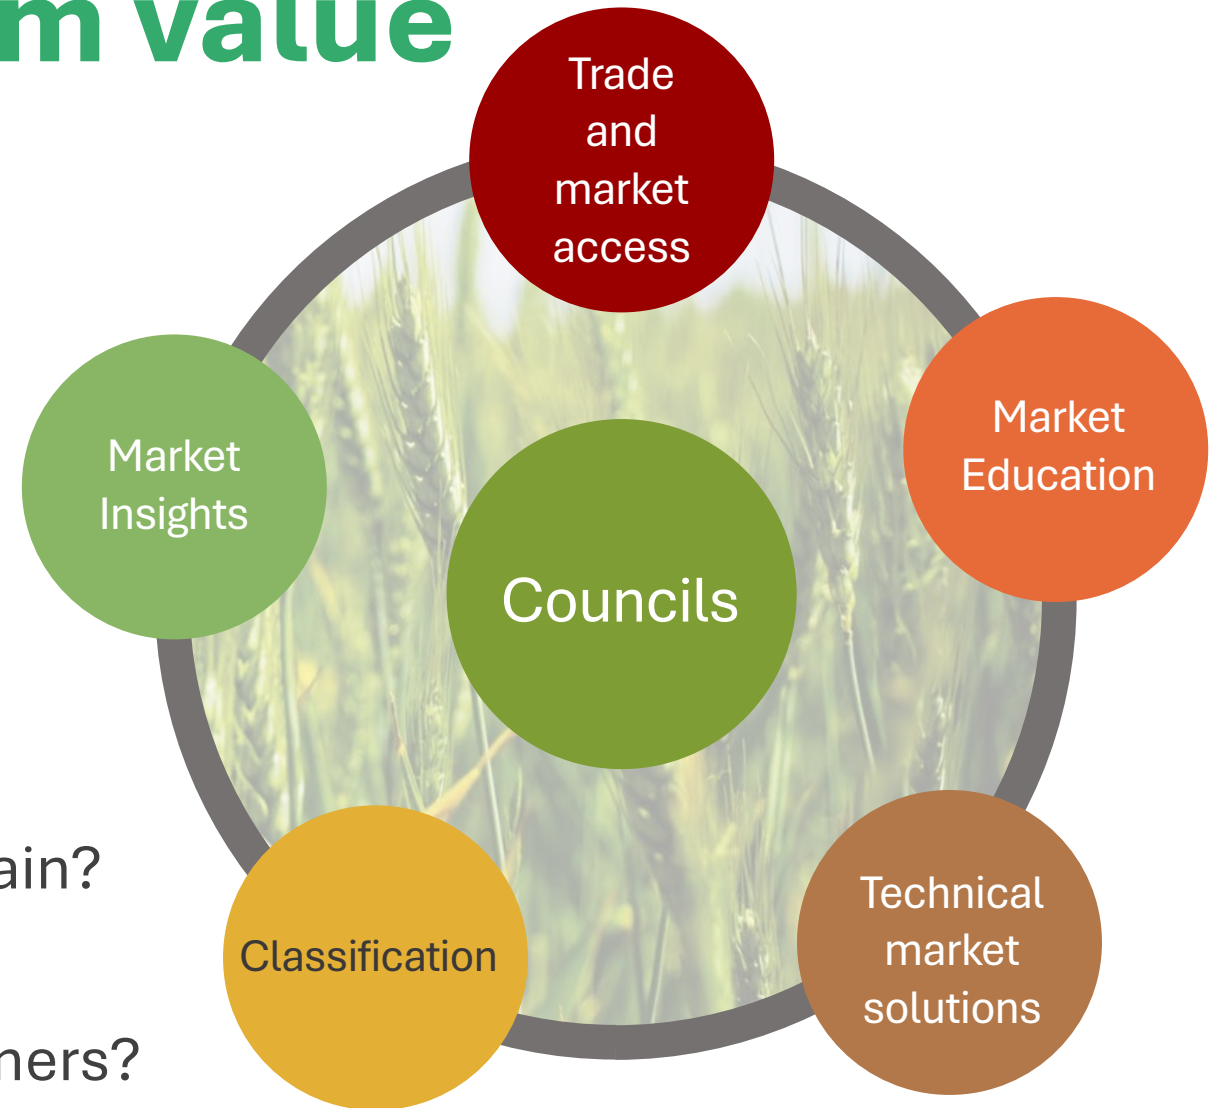 m value
Trade
and
market
access
Market
Education
Market
Insights
Councils
ain?
Technical
market
solutions
Classification
ners?